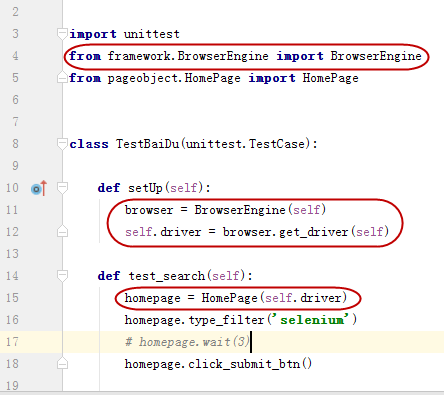 2
3 import unittest
4 from framework.BrowserEngine import BrowserEngine
5 from pageobject.HomePage import HomePage
6
7
8 class TestBaiDu(unittest.TestCase):
9
10 def setUp(self):
11 browser = BrowserEngine(self)
12 self.driver = browser.get_driver(self)
13
14 def test_search(self):
15 homepage = HomePage(self.driver)
16 homepage.type_filter('selenium')
17 # homepage.wait(3)
18 homepage.click_submit_btn()
19